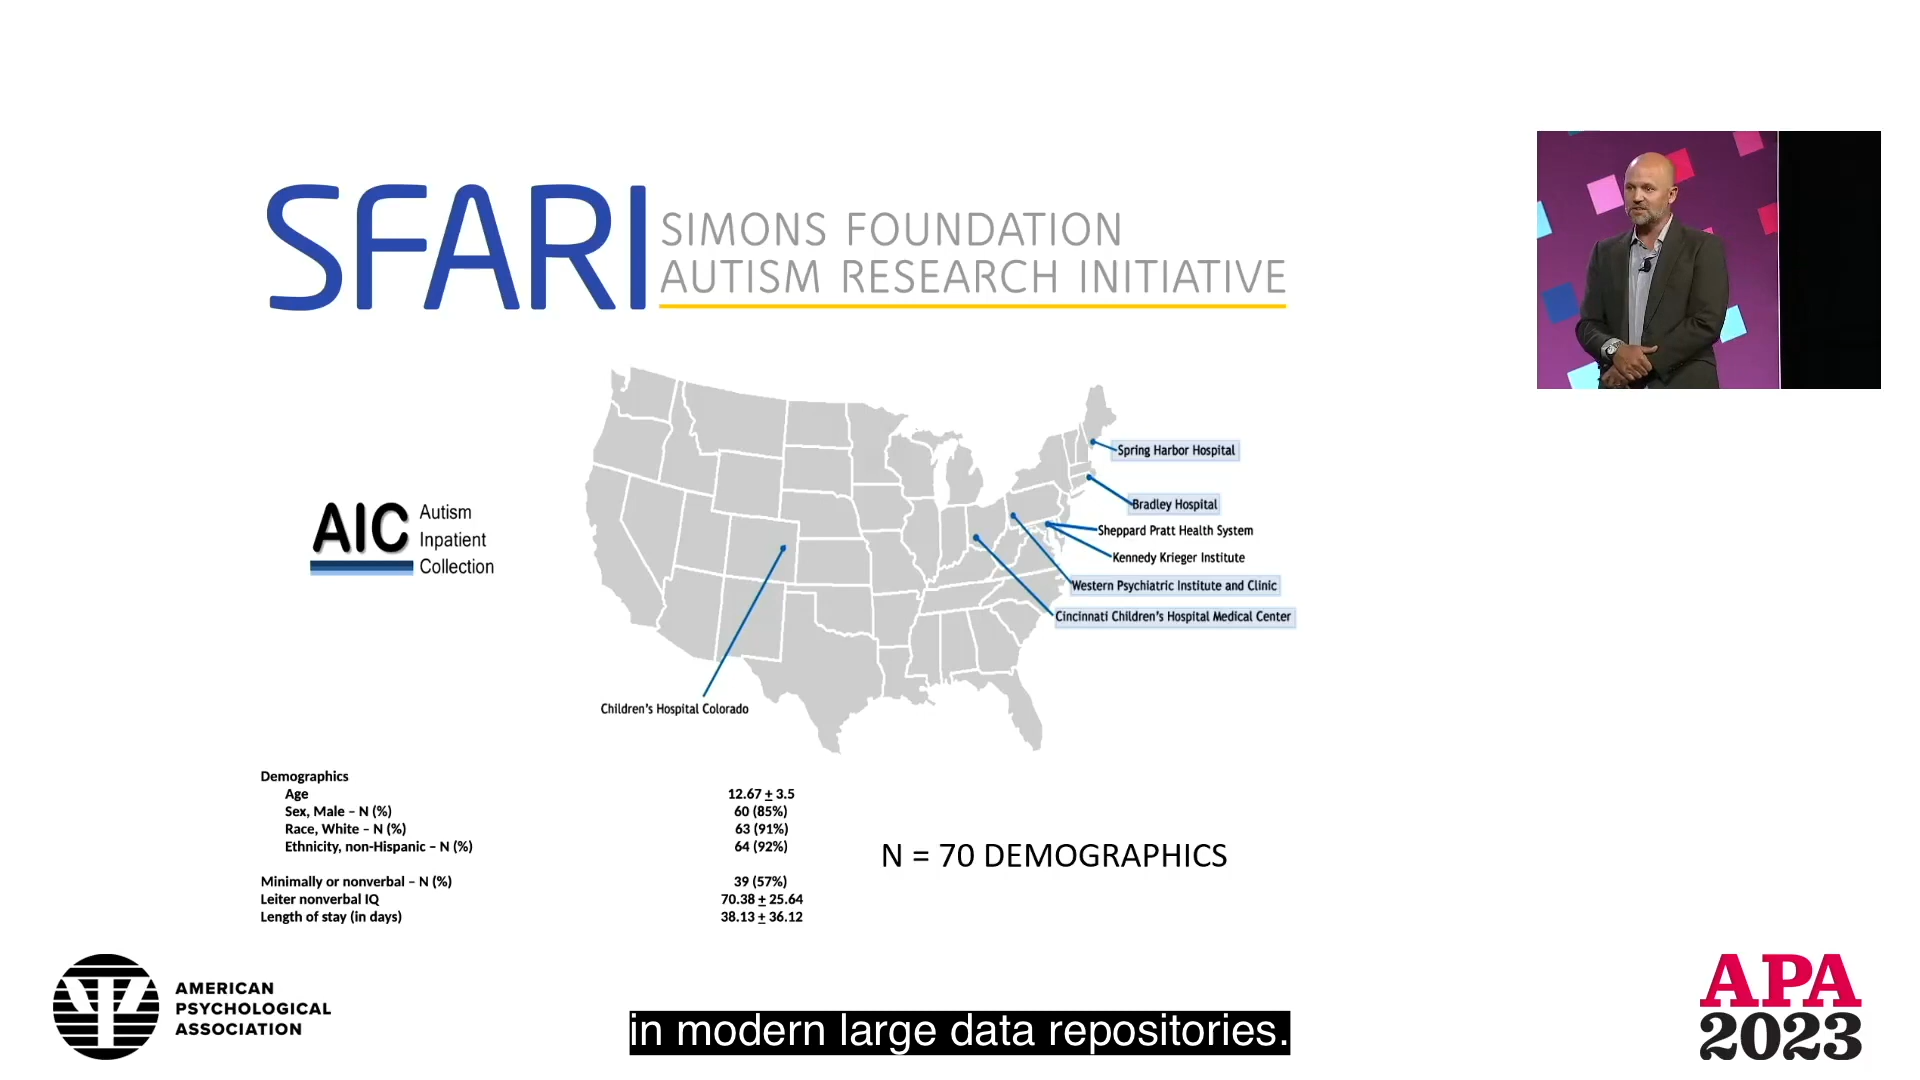 SFARI
SIMONS FOUNDATION
AUTISM RESEARCH INITIATIVE
AIC
Autism
Inpatient
Collection
Spring Harbor Hospital
Bradley Hospital
Sheppard Pratt Health System
Kennedy Krieger Institute
Western Psychiatric Institute and Clinic
Cincinnati Children's Hospital Medical Center
Children's Hospital Colorado
Demographics
Age 12.67 ± 3.5
Sex, Male – N (%) 60 (85%)
Race, White – N (%) 63 (91%)
Ethnicity, non-Hispanic – N (%) 64 (92%)
Minimally or nonverbal – N (%) 39 (57%)
Leiter nonverbal IQ 70.38 ± 25.64
Length of stay (in days) 38.13 ± 36.12
N = 70 DEMOGRAPHICS
AMERICAN
PSYCHOLOGICAL
ASSOCIATION
in modern large data repositories.
APA
2023